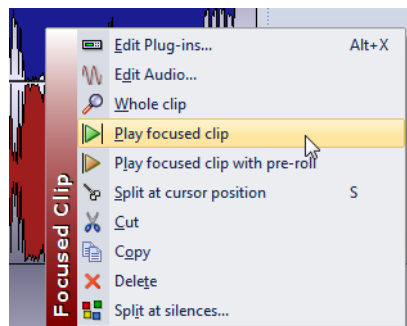 Edit Plug-ins... Alt+X
Edit Audio...
Whole clip
Play focused clip
Play focused clip with pre-roll
Split at cursor position S
Cut
Copy
Delete
Split at silences...
Focused Clip